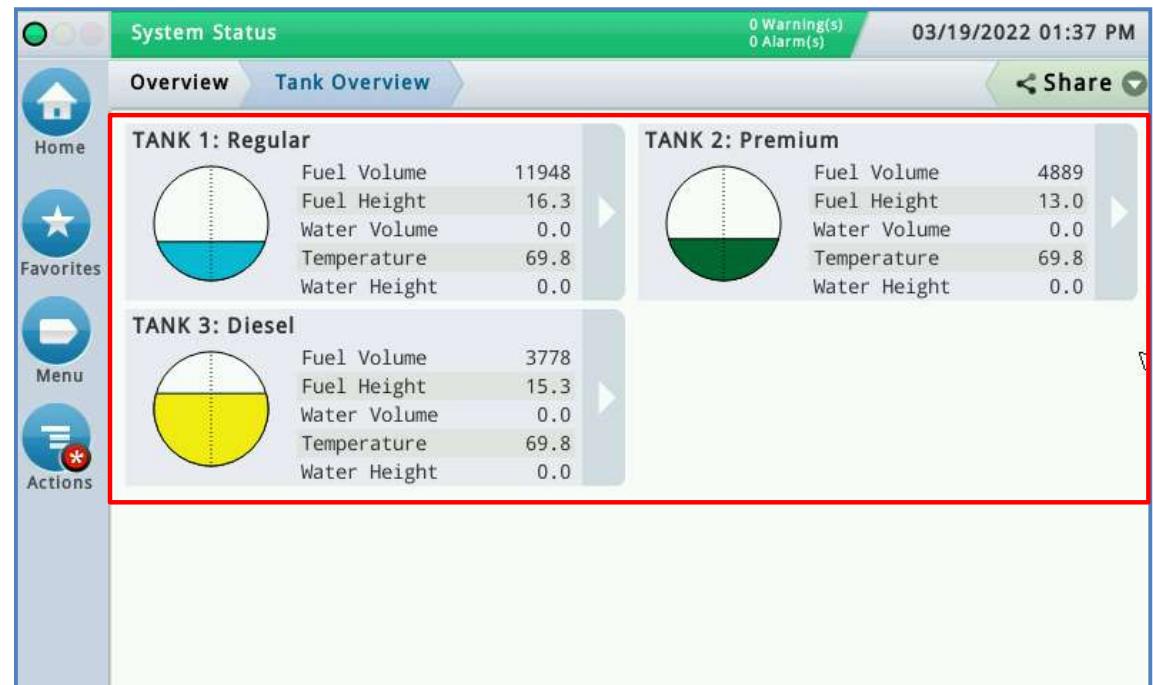 System Status
0 Warning(s)
0 Alarm(s)
03/19/2022 01:37 PM
Overview
Tank Overview
Share
Home
Favorites
Menu
Actions
TANK 1: Regular
Fuel Volume 11948
Fuel Height 16.3
Water Volume 0.0
Temperature 69.8
Water Height 0.0
TANK 2: Premium
Fuel Volume 4889
Fuel Height 13.0
Water Volume 0.0
Temperature 69.8
Water Height 0.0
TANK 3: Diesel
Fuel Volume 3778
Fuel Height 15.3
Water Volume 0.0
Temperature 69.8
Water Height 0.0